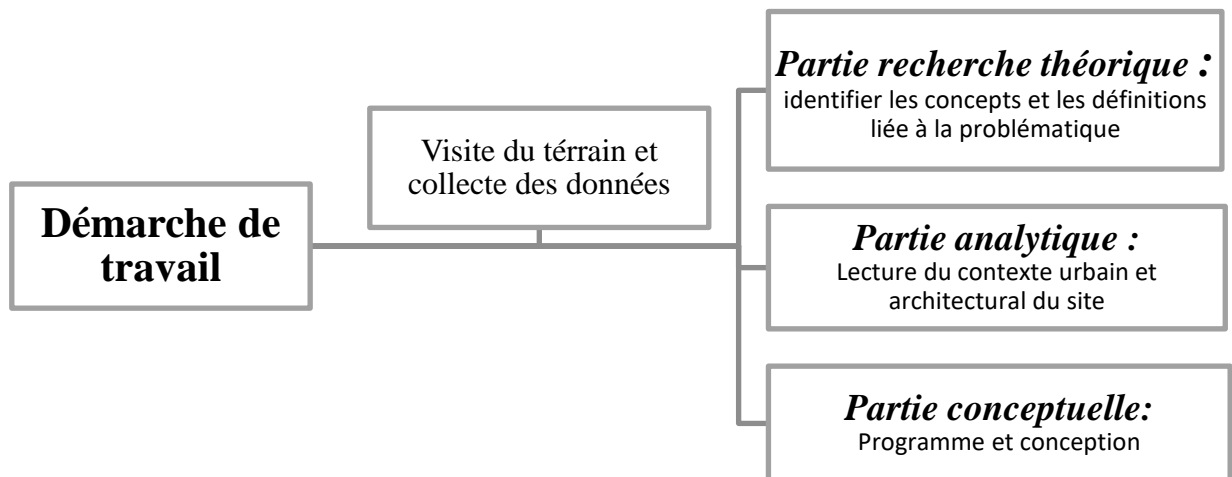 Démarche de
travail
Visite du térrain et
collecte des données
Partie recherche théorique :
identifier les concepts et les définitions
liée à la problématique
Partie analytique :
Lecture du contexte urbain et
architectural du site
Partie conceptuelle:
Programme et conception